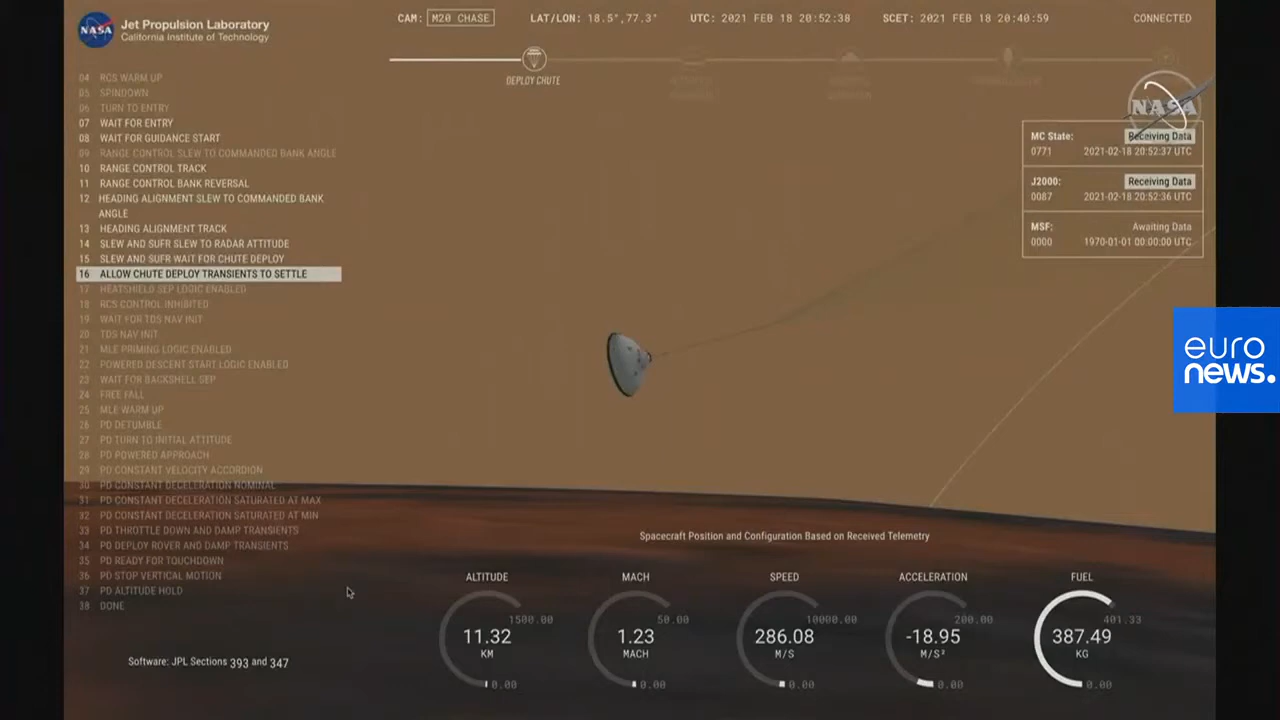 NASA
Jet Propulsion Laboratory
California Institute of Technology
CAM: M20 CHASE
LAT/LON: 18.5°,77.3°
UTC: 2021 FEB 18 20:52:38
SCET: 2021 FEB 18 20:40:59
CONNECTED
DEPLOY CHUTE
04 RCS WARM UP
05 SPINDOWN
06 TURN TO ENTRY
07 WAIT FOR ENTRY
08 WAIT FOR GUIDANCE START
09 RANGE CONTROL SLEW TO COMMANDED BANK ANGLE
10 RANGE CONTROL TRACK
11 RANGE CONTROL BANK REVERSAL
12 HEADING ALIGNMENT SLEW TO COMMANDED BANK
ANGLE
13 HEADING ALIGNMENT TRACK
14 SLEW AND SUFR SLEW TO RADAR ATTITUDE
15 SLEW AND SUFR WAIT FOR CHUTE DEPLOY
16 ALLOW CHUTE DEPLOY TRANSIENTS TO SETTLE
17 HEATSHIELD SEP LOGIC ENABLED
18 RCS CONTROL INHIBITED
19 WAIT FOR TDS NAV INIT
20 TDS NAV INIT
21 MLE PRIMING LOGIC ENABLED
22 POWERED DESCENT START LOGIC ENABLED
23 WAIT FOR BACKSHELL SEP
24 FREE FALL
25 MLE WARM UP
26 PD DETUMBLE
27 PD TURN TO INITIAL ATTITUDE
28 PD POWERED APPROACH
29 PD CONSTANT VELOCITY ACCORDION
30 PD CONSTANT DECELERATION NOMINAL
31 PD CONSTANT DECELERATION SATURATED AT MAX
32 PD CONSTANT DECELERATION SATURATED AT MIN
33 PD THROTTLE DOWN AND DAMP TRANSIENTS
34 PD DEPLOY ROVER AND DAMP TRANSIENTS
35 PD READY FOR TOUCHDOWN
36 PD STOP VERTICAL MOTION
37 PD ALTITUDE HOLD
38 DONE
Software: JPL Sections 393 and 347
NASA
MC State: Receiving Data
0771 2021-02-18 20:52:37 UTC
J2000: Receiving Data
0087 2021-02-18 20:52:36 UTC
MSF: Awaiting Data
0000 1970-01-01 00:00:00 UTC
euro
news.
Spacecraft Position and Configuration Based on Received Telemetry
ALTITUDE
1500.00
11.32
KM
0.00
MACH
50.00
1.23
MACH
0.00
SPEED
10000.00
286.08
M/S
0.00
ACCELERATION
200.00
-18.95
M/S²
0.00
FUEL
401.33
387.49
KG
0.00